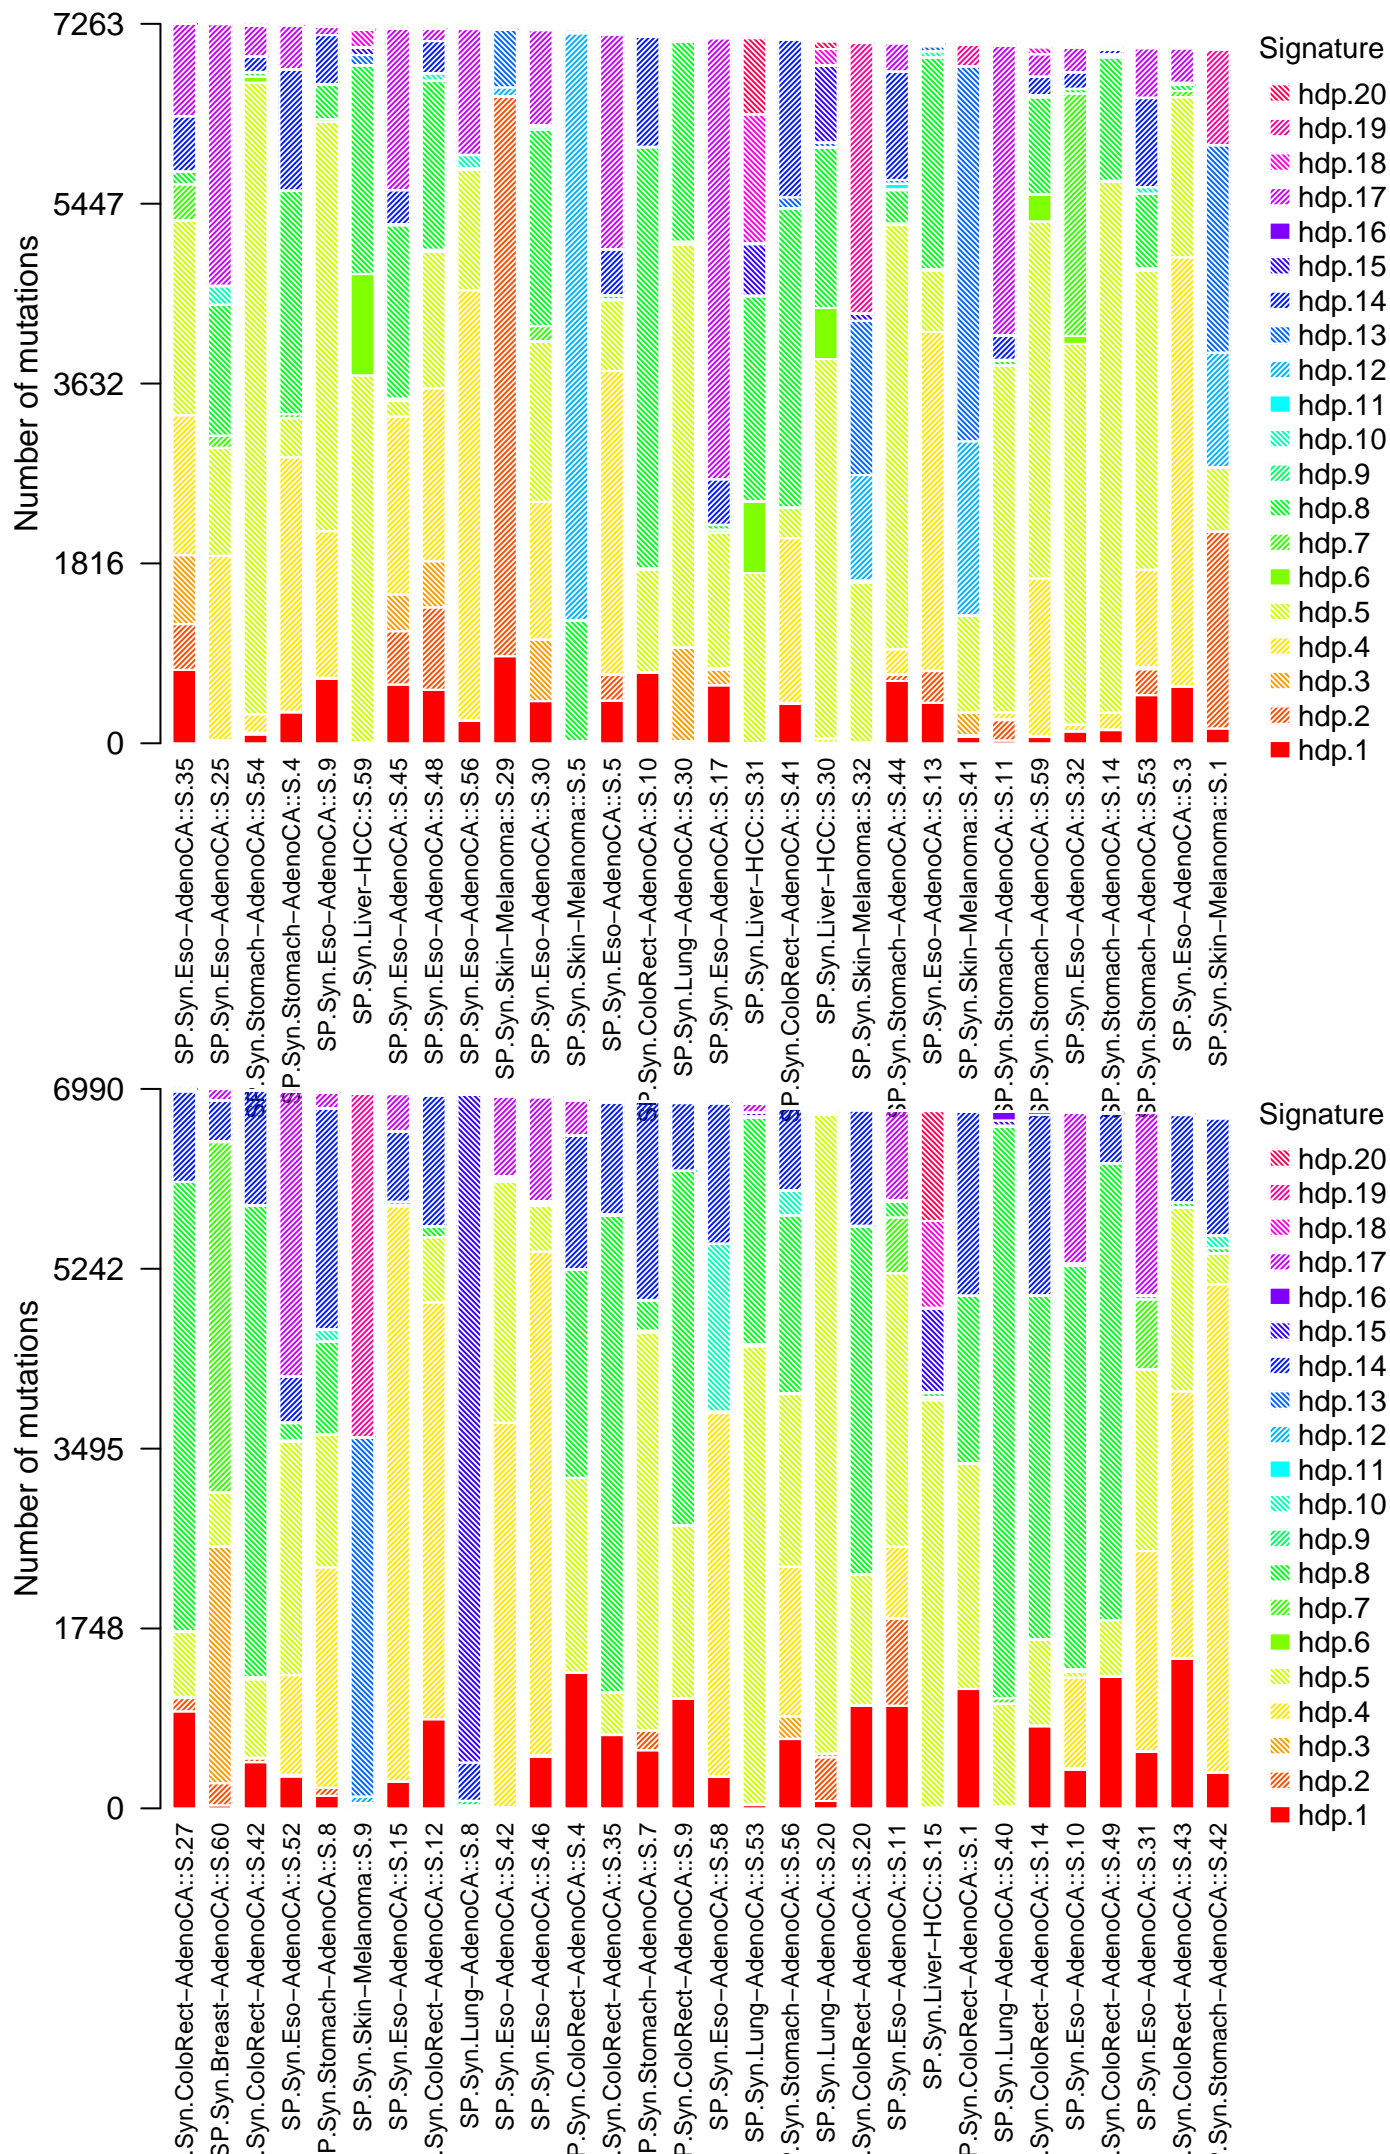 7263
5447
3632
1816
0
Number of mutations
Signature
hdp.20
hdp.19
hdp.18
hdp.17
hdp.16
hdp.15
hdp.14
hdp.13
hdp.12
hdp.11
hdp.10
hdp.9
hdp.8
hdp.7
hdp.6
hdp.5
hdp.4
hdp.3
hdp.2
hdp.1
SP.Syn.Eso−AdenoCA::S.35
SP.Syn.Eso−AdenoCA::S.25
SP.Syn.Stomach−AdenoCA::S.54
SP.Syn.Stomach−AdenoCA::S.4
SP.Syn.Eso−AdenoCA::S.9
SP.Syn.Liver−HCC::S.59
SP.Syn.Eso−AdenoCA::S.45
SP.Syn.Eso−AdenoCA::S.48
SP.Syn.Eso−AdenoCA::S.56
SP.Syn.Skin−Melanoma::S.29
SP.Syn.Eso−AdenoCA::S.30
SP.Syn.Skin−Melanoma::S.5
SP.Syn.Eso−AdenoCA::S.5
SP.Syn.ColoRect−AdenoCA::S.10
SP.Syn.Lung−AdenoCA::S.30
SP.Syn.Eso−AdenoCA::S.17
SP.Syn.Liver−HCC::S.31
SP.Syn.ColoRect−AdenoCA::S.41
SP.Syn.Liver−HCC::S.30
SP.Syn.Skin−Melanoma::S.32
SP.Syn.Stomach−AdenoCA::S.44
SP.Syn.Eso−AdenoCA::S.13
SP.Syn.Skin−Melanoma::S.41
SP.Syn.Stomach−AdenoCA::S.11
SP.Syn.Stomach−AdenoCA::S.59
SP.Syn.Eso−AdenoCA::S.32
SP.Syn.Stomach−AdenoCA::S.14
SP.Syn.Stomach−AdenoCA::S.53
SP.Syn.Eso−AdenoCA::S.3
SP.Syn.Skin−Melanoma::S.1
6990
5242
3495
1748
0
Number of mutations
Signature
hdp.20
hdp.19
hdp.18
hdp.17
hdp.16
hdp.15
hdp.14
hdp.13
hdp.12
hdp.11
hdp.10
hdp.9
hdp.8
hdp.7
hdp.6
hdp.5
hdp.4
hdp.3
hdp.2
hdp.1
.Syn.ColoRect−AdenoCA::S.27
SP.Syn.Breast−AdenoCA::S.60
.Syn.ColoRect−AdenoCA::S.42
SP.Syn.Eso−AdenoCA::S.52
P.Syn.Stomach−AdenoCA::S.8
SP.Syn.Skin−Melanoma::S.9
SP.Syn.Eso−AdenoCA::S.15
.Syn.ColoRect−AdenoCA::S.12
SP.Syn.Lung−AdenoCA::S.8
SP.Syn.Eso−AdenoCA::S.42
SP.Syn.Eso−AdenoCA::S.46
P.Syn.ColoRect−AdenoCA::S.4
.Syn.ColoRect−AdenoCA::S.35
P.Syn.Stomach−AdenoCA::S.7
P.Syn.ColoRect−AdenoCA::S.9
SP.Syn.Eso−AdenoCA::S.58
SP.Syn.Lung−AdenoCA::S.53
.Syn.Stomach−AdenoCA::S.56
SP.Syn.Lung−AdenoCA::S.20
.Syn.ColoRect−AdenoCA::S.20
SP.Syn.Eso−AdenoCA::S.11
SP.Syn.Liver−HCC::S.15
P.Syn.ColoRect−AdenoCA::S.1
SP.Syn.Lung−AdenoCA::S.40
.Syn.ColoRect−AdenoCA::S.14
SP.Syn.Eso−AdenoCA::S.10
.Syn.ColoRect−AdenoCA::S.49
SP.Syn.Eso−AdenoCA::S.31
.Syn.ColoRect−AdenoCA::S.43
P.Syn.Stomach−AdenoCA::S.42